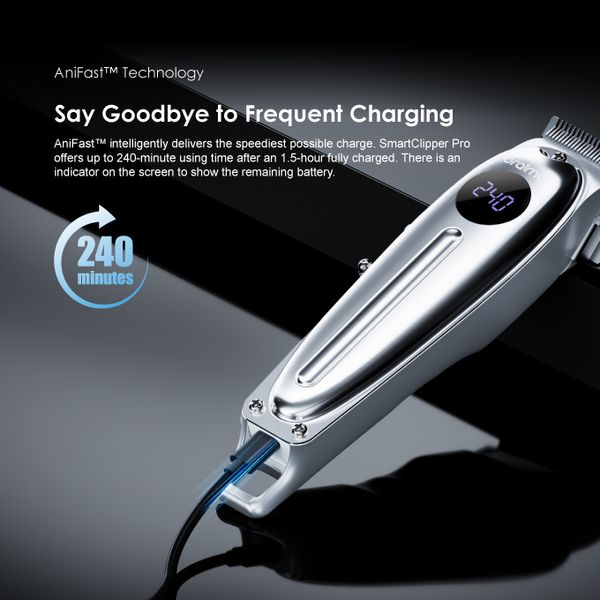 AniFast™ Technology
Say Goodbye to Frequent Charging
AniFast™ intelligently delivers the speediest possible charge. SmartClipper Pro
offers up to 240-minute using time after an 1.5-hour fully charged. There is an
indicator on the screen to show the remaining battery.
240
minutes
oraimo
240